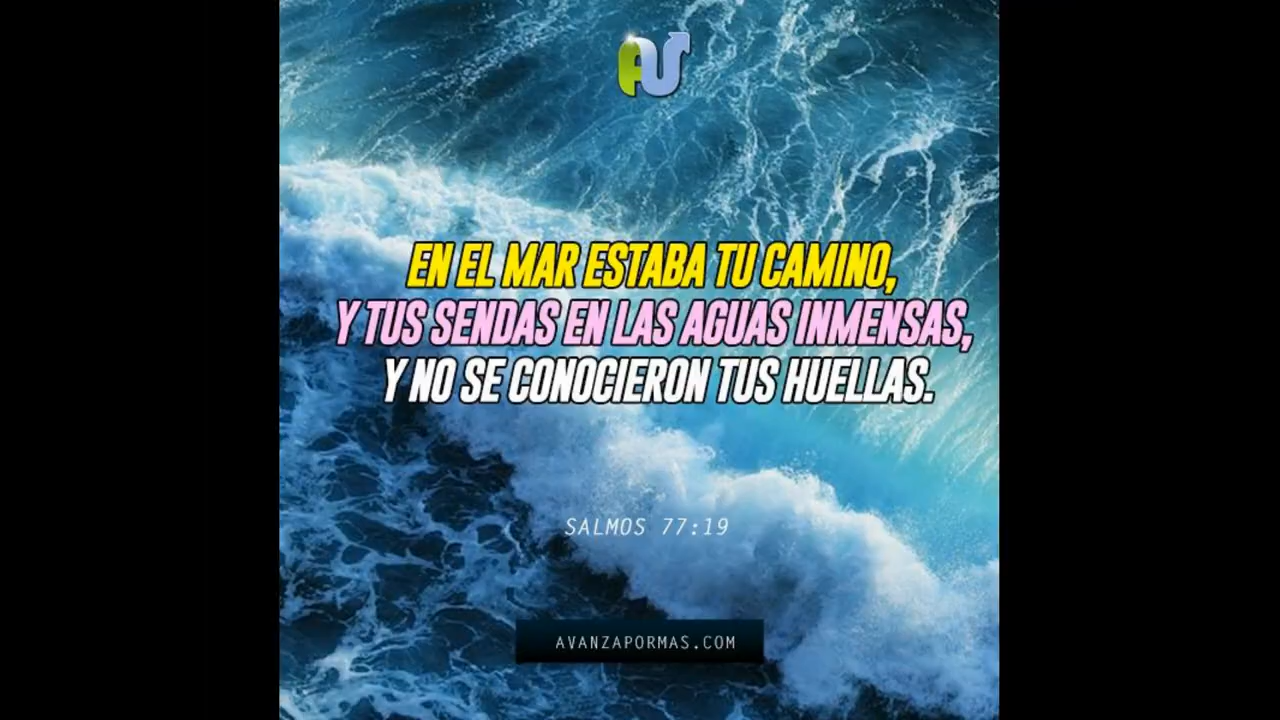 AV
EN EL MAR ESTABA TU CAMINO,
Y TUS SENDAS EN LAS AGUAS INMENSAS,
Y NO SE CONOCIERON TUS HUELLAS.
SALMOS 77:19
AVANZAPORMAS.COM